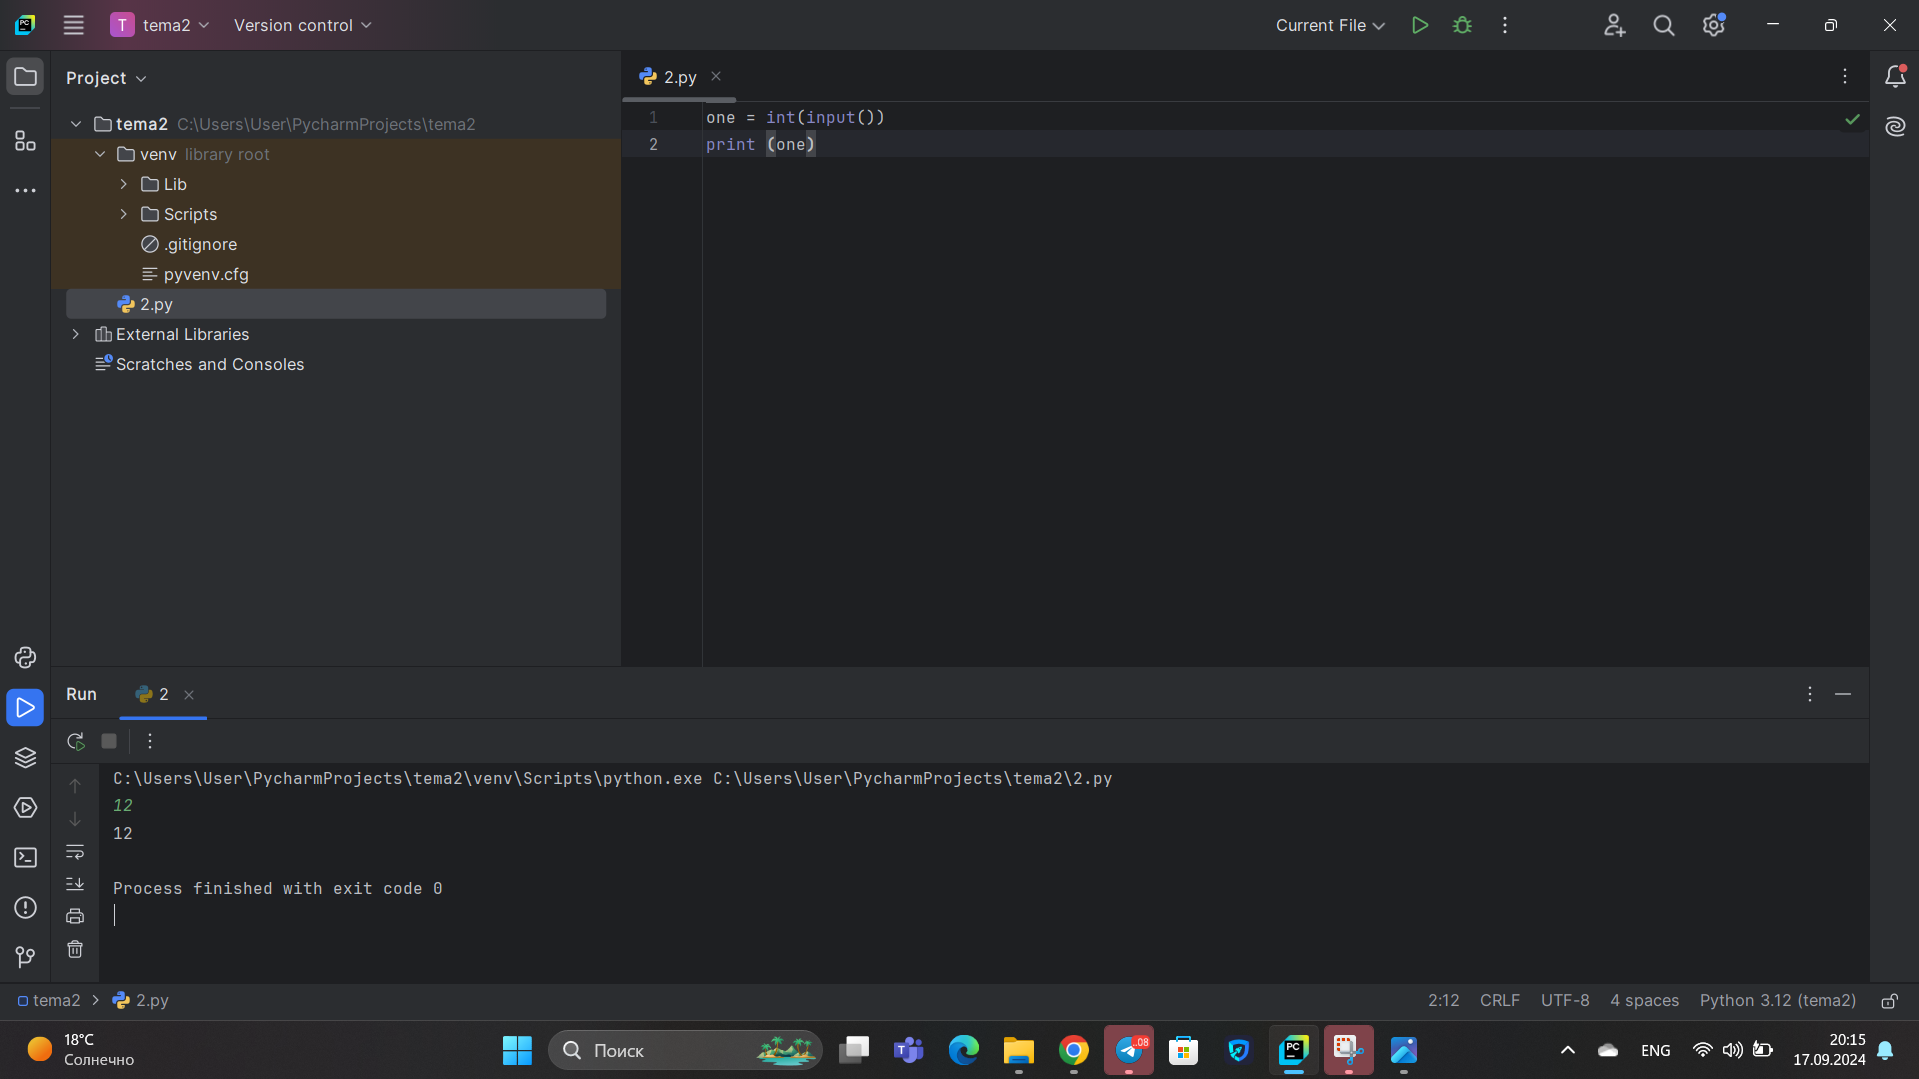 T tema2 Version control Current File
Project
2.py
tema2 C:\Users\User\PycharmProjects\tema2
venv library root
Lib
Scripts
.gitignore
pyvenv.cfg
2.py
External Libraries
Scratches and Consoles
1 one = int(input())
2 print (one)
Run 2
C:\Users\User\PycharmProjects\tema2\venv\Scripts\python.exe C:\Users\User\PycharmProjects\tema2\2.py
12
12
Process finished with exit code 0
tema2 > 2.py 2:12 CRLF UTF-8 4 spaces Python 3.12 (tema2)
18°C
Солнечно
Поиск
.08
ENG
20:15
17.09.2024